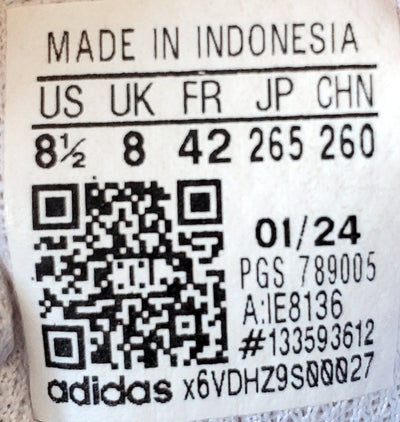 MADE IN INDONESIA
US UK FR JP CHN
8½ 8 42 265 260
01/24
PGS 789005
A:IE8136
#133593612
adidas x6VDHZ9S00027